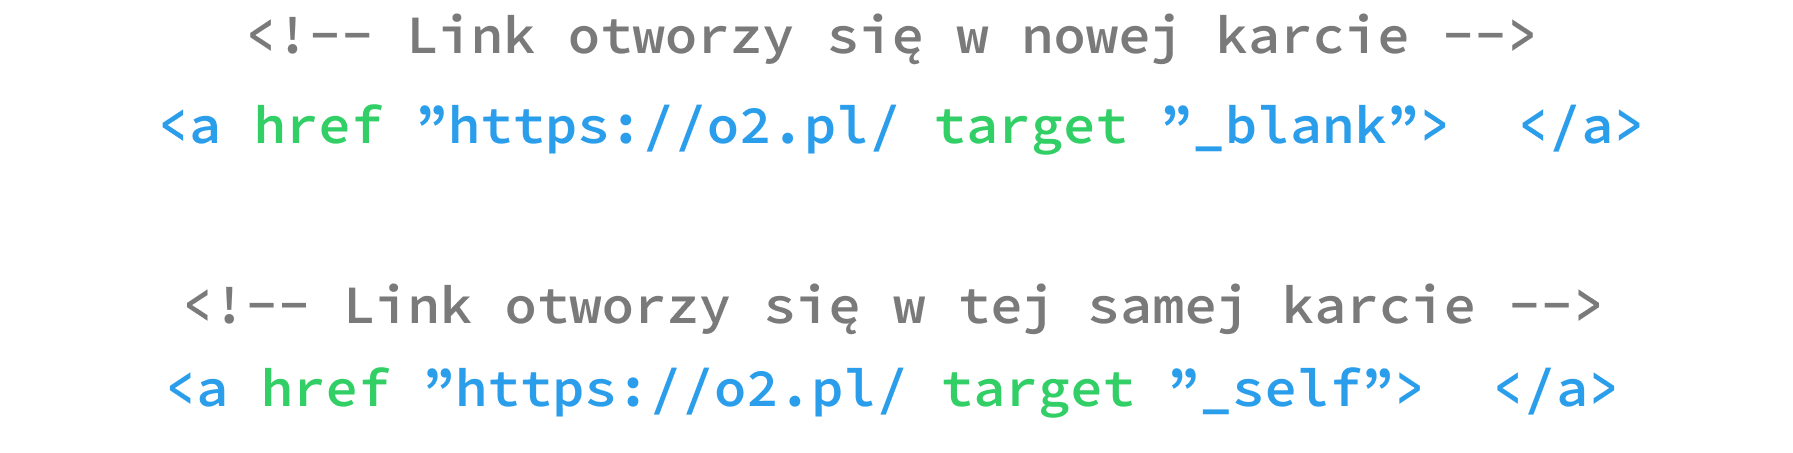 <!-- Link otworzy się w nowej karcie -->
<a href ”https://o2.pl/ target ”_blank”>  </a>
<!-- Link otworzy się w tej samej karcie -->
<a href ”https://o2.pl/ target ”_self”>  </a>